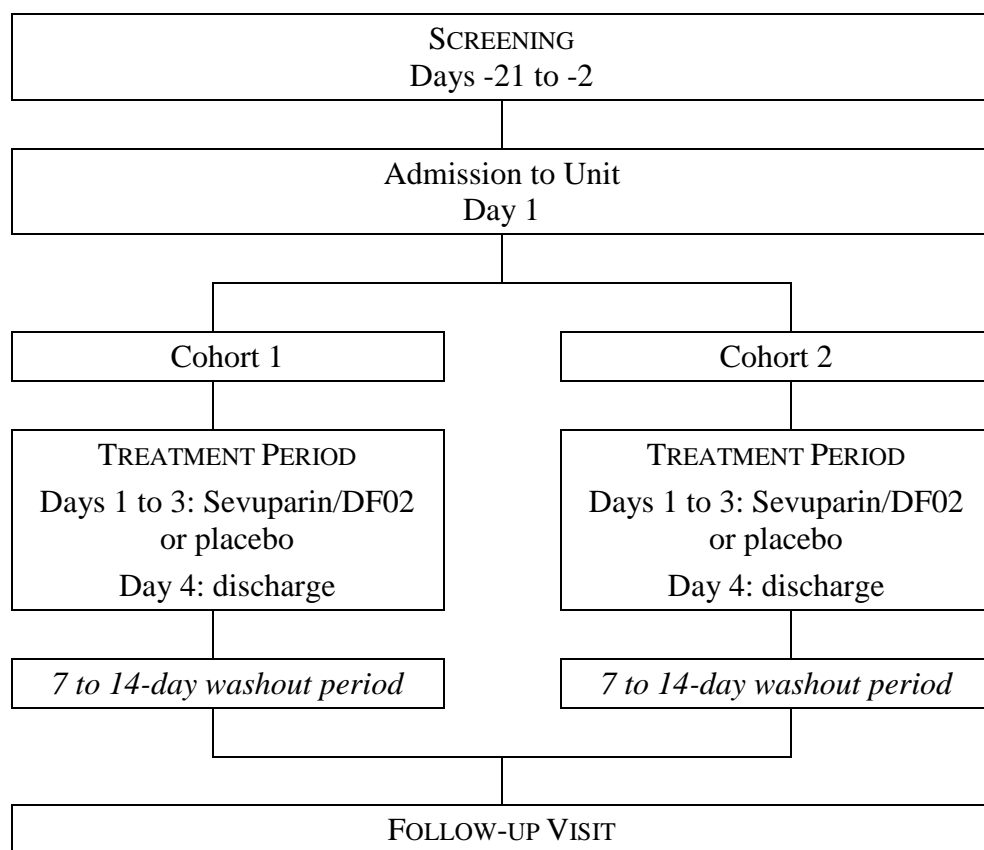 SCREENING
Days -21 to -2
Admission to Unit
Day 1
Cohort 1
Cohort 2
TREATMENT PERIOD
Days 1 to 3: Sevuparin/DF02
or placebo
Day 4: discharge
TREATMENT PERIOD
Days 1 to 3: Sevuparin/DF02
or placebo
Day 4: discharge
7 to 14-day washout period
7 to 14-day washout period
FOLLOW-UP VISIT